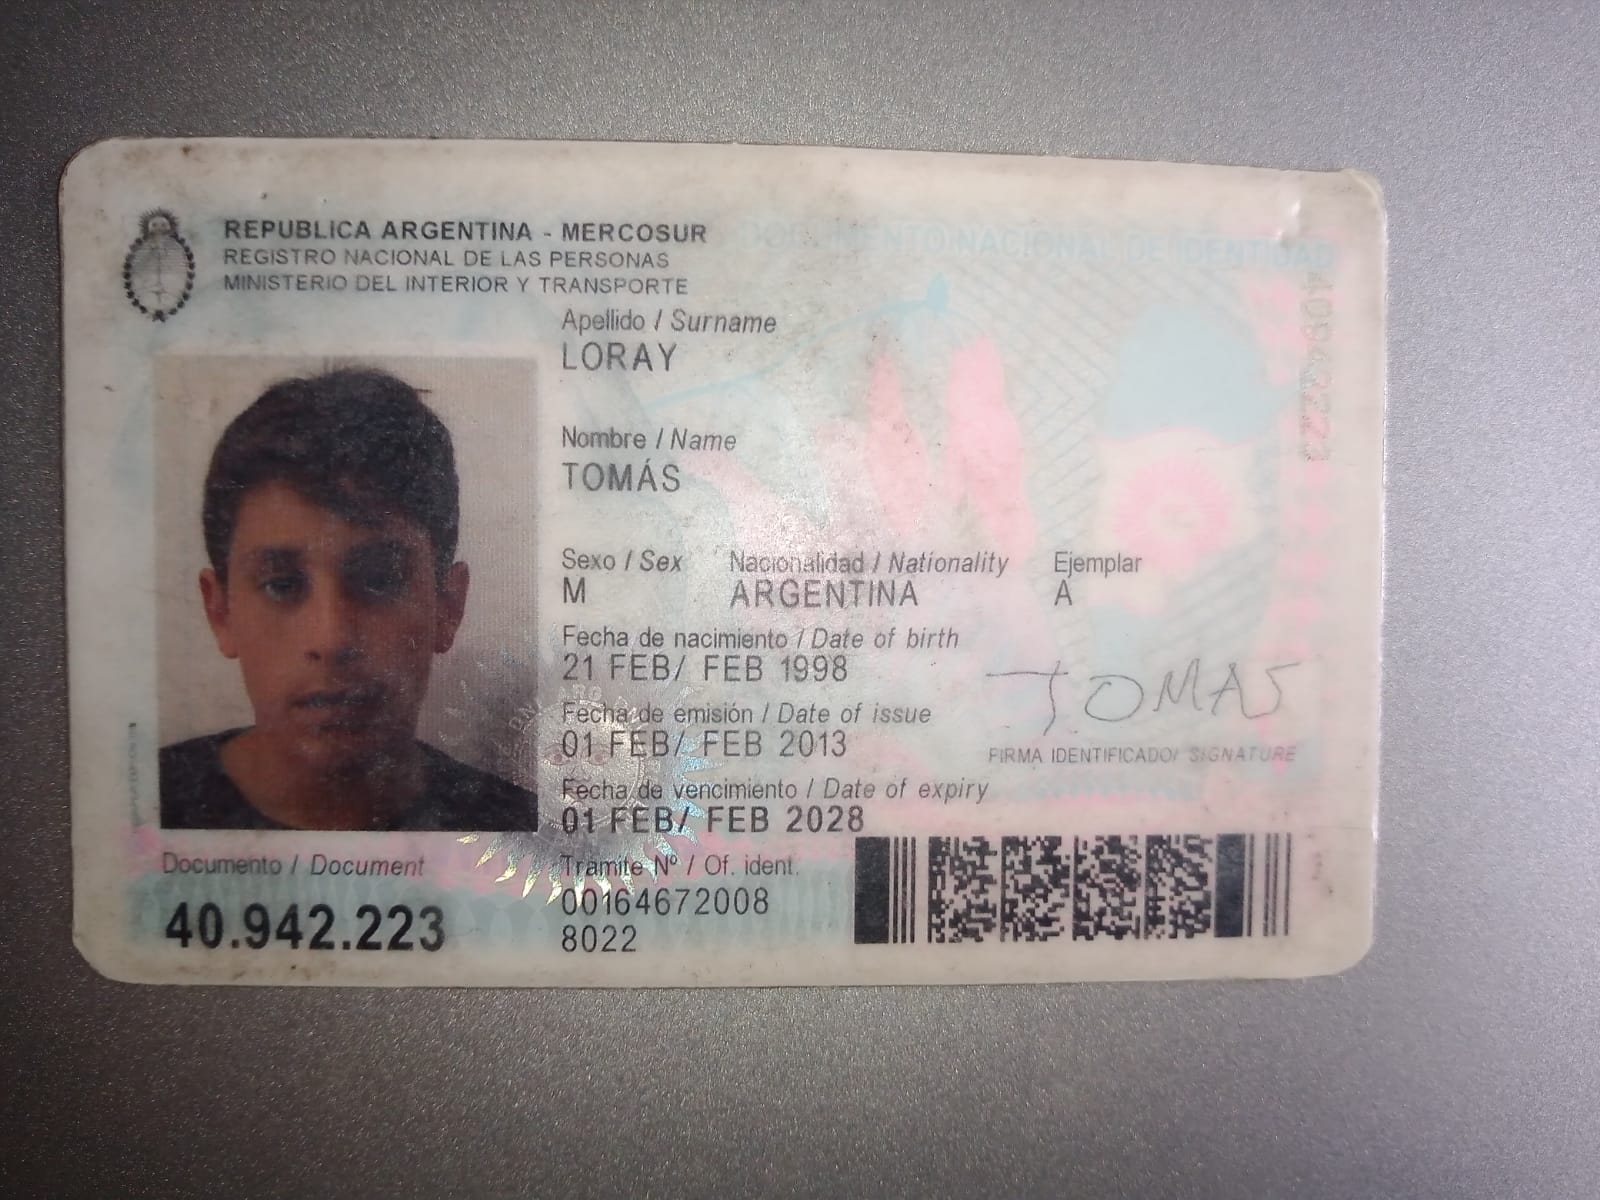 REPUBLICA ARGENTINA - MERCOSUR
REGISTRO NACIONAL DE LAS PERSONAS
MINISTERIO DEL INTERIOR Y TRANSPORTE
DOCUMENTO NACIONAL DE IDENTIDAD
Apellido / Surname
LORAY
Nombre / Name
TOMÁS
Sexo / Sex Nacionalidad / Nationality Ejemplar
M ARGENTINA A
Fecha de nacimiento / Date of birth
21 FEB/ FEB 1998
Fecha de emisión / Date of issue
01 FEB/ FEB 2013
TOMAS
FIRMA IDENTIFICADO/ SIGNATURE
Fecha de vencimiento / Date of expiry
01 FEB/ FEB 2028
Documento / Document
40.942.223
Trámite Nº / Of. ident.
00164672008
8022
40942223